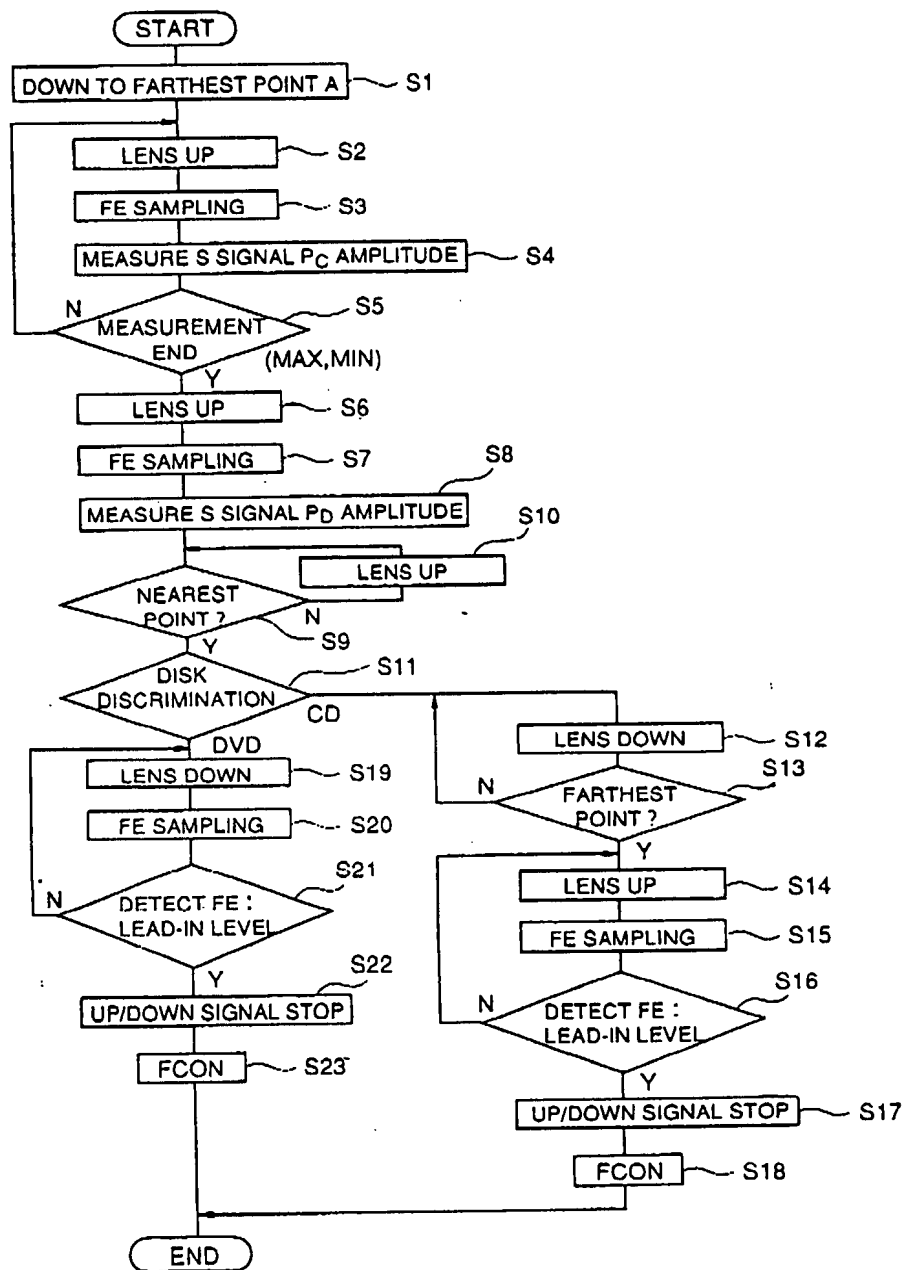 START
DOWN TO FARTHEST POINT A
S1
LENS UP
S2
FE SAMPLING
S3
MEASURE S SIGNAL PC AMPLITUDE
S4
N
S5
MEASUREMENT
END
(MAX,MIN)
Y
LENS UP
S6
FE SAMPLING
S7
S8
MEASURE S SIGNAL PD AMPLITUDE
S10
LENS UP
NEAREST
POINT ?
N
S9
Y
S11
DISK
DISCRIMINATION
CD
DVD
LENS DOWN
S19
FE SAMPLING
S20
S21
N
DETECT FE :
LEAD-IN LEVEL
Y
S22
UP/DOWN SIGNAL STOP
FCON
S23
LENS DOWN
S12
S13
N
FARTHEST
POINT ?
Y
LENS UP
S14
FE SAMPLING
S15
S16
N
DETECT FE :
LEAD-IN LEVEL
Y
UP/DOWN SIGNAL STOP
S17
FCON
S18
END